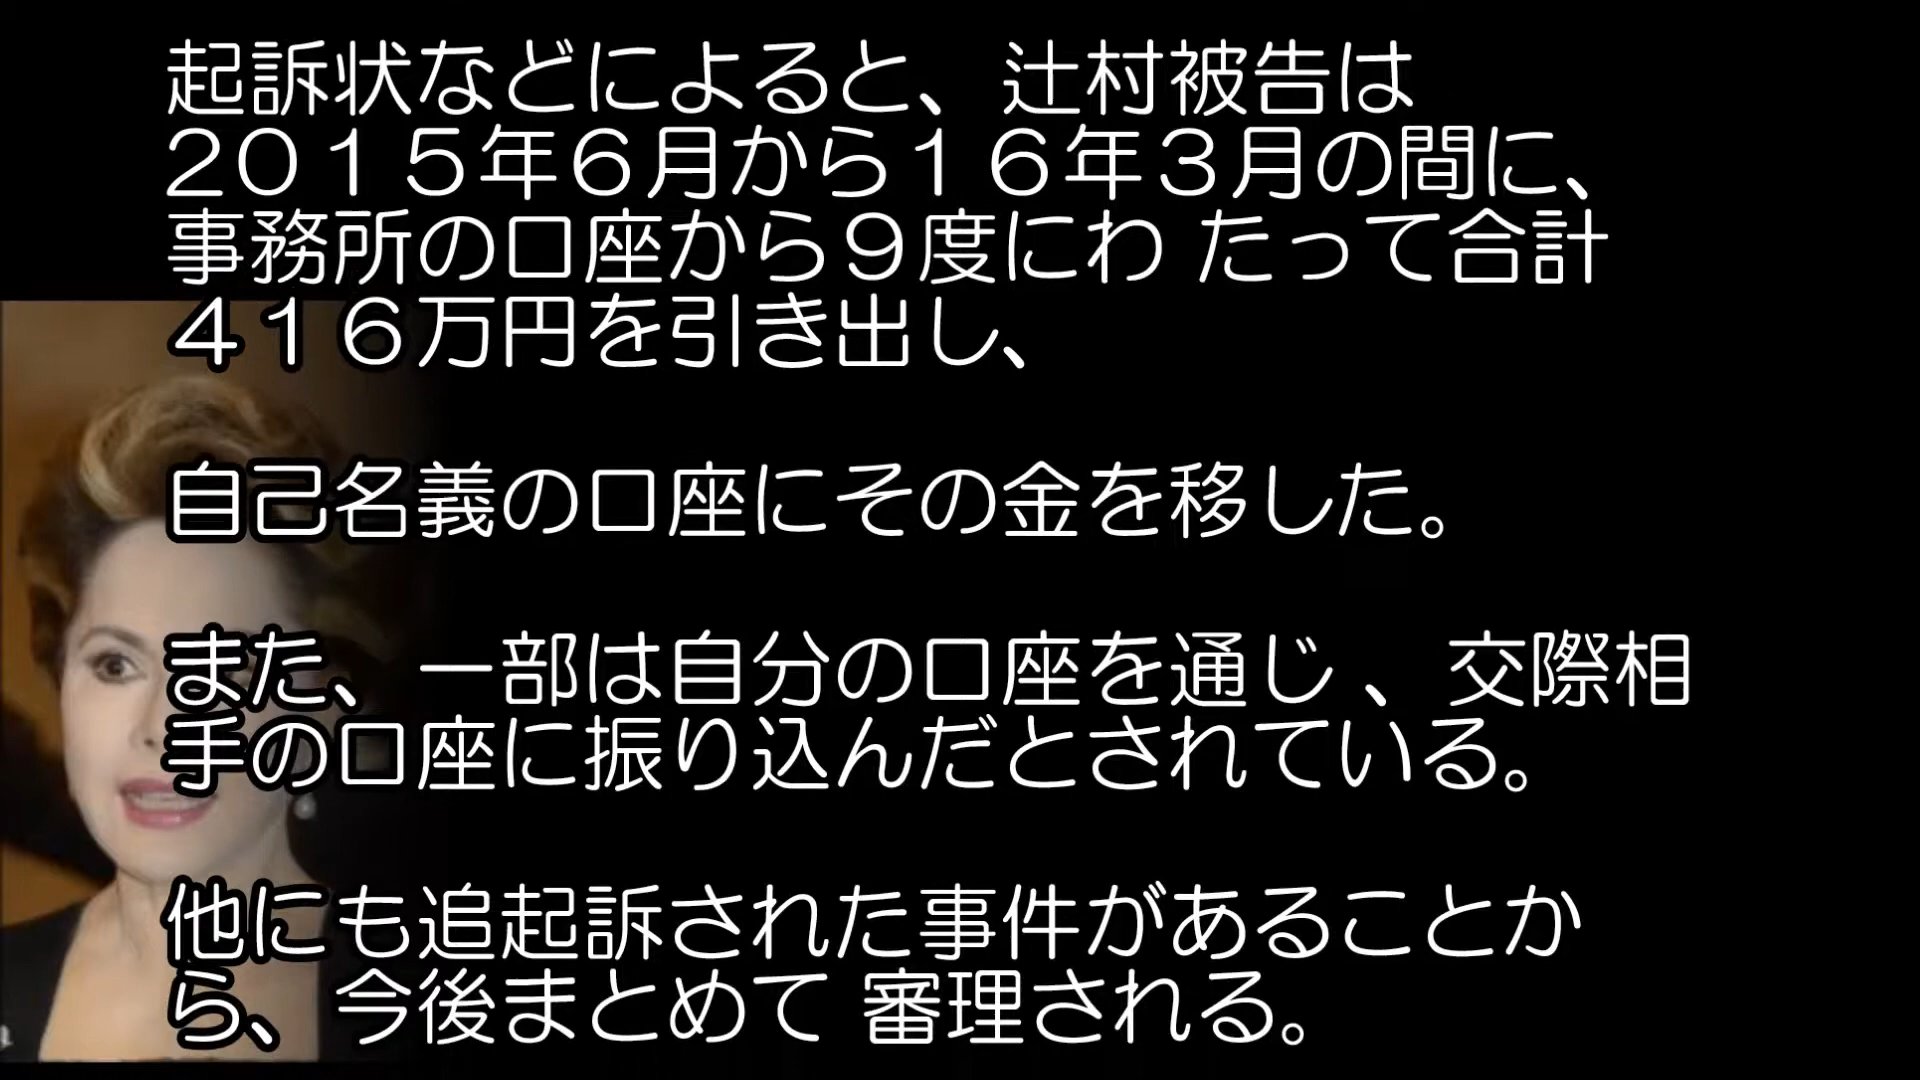 起訴状などによると、辻村被告は
２０１５年６月から１６年３月の間に、
事務所の口座から９度にわ たって合計
４１６万円を引き出し、
自己名義の口座にその金を移した。
また、一部は自分の口座を通じ 、交際相
手の口座に振り込んだとされている。
他にも追起訴された事件があることか
ら、今後まとめて 審理される。